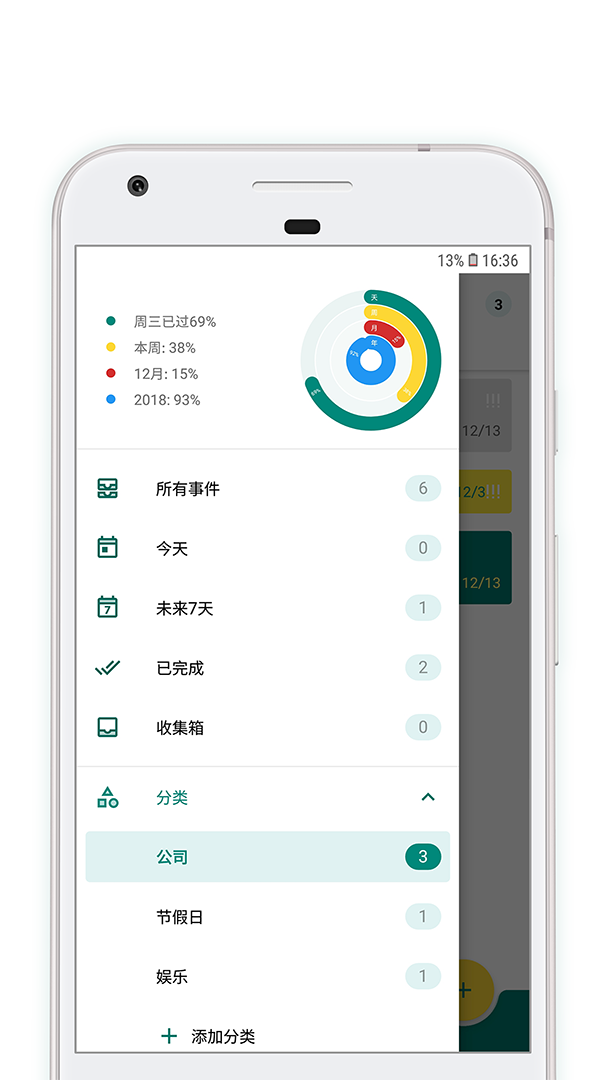 13% 16:36
周三已过69%
本周: 38%
12月: 15%
2018: 93%
天
周
月
年
69%
15%
92%
3
12/13
12/3
12/13
所有事件 6
今天 0
7 未来7天 1
已完成 2
收集箱 0
分类
公司 3
节假日 1
娱乐 1
添加分类